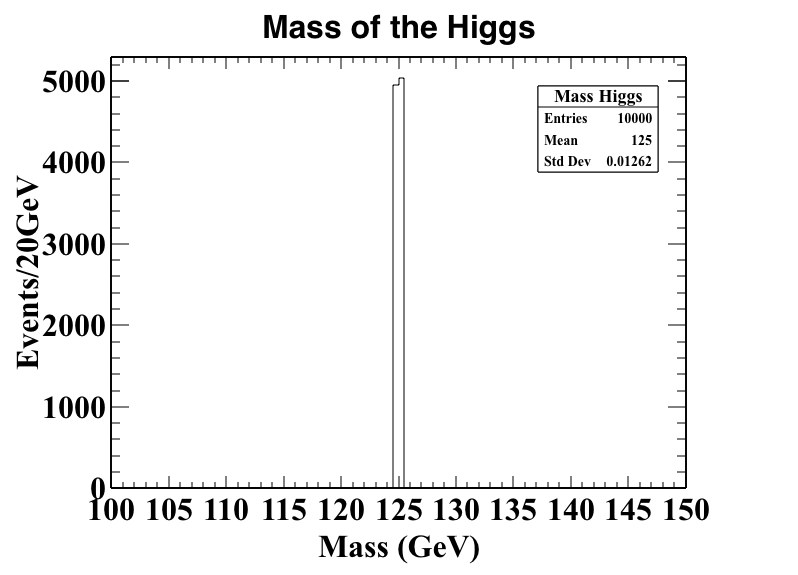 Mass of the Higgs
Mass Higgs
Entries 10000
Mean 125
Std Dev 0.01262
Events/20GeV
5000
4000
3000
2000
1000
0
100 105 110 115 120 125 130 135 140 145 150
Mass (GeV)